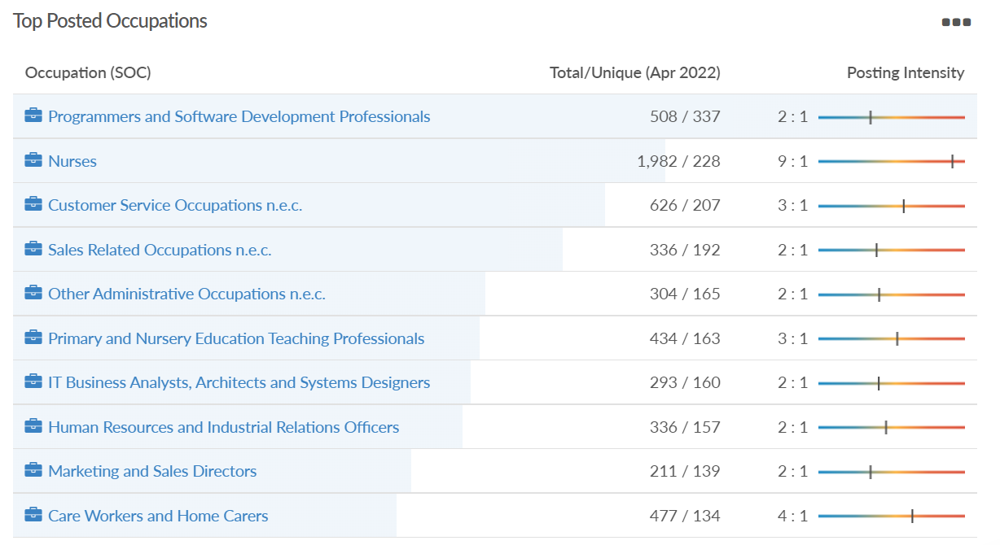 Top Posted Occupations
Occupation (SOC) Total/Unique (Apr 2022) Posting Intensity
Programmers and Software Development Professionals 508 / 337 2 : 1
Nurses 1,982 / 228 9 : 1
Customer Service Occupations n.e.c. 626 / 207 3 : 1
Sales Related Occupations n.e.c. 336 / 192 2 : 1
Other Administrative Occupations n.e.c. 304 / 165 2 : 1
Primary and Nursery Education Teaching Professionals 434 / 163 3 : 1
IT Business Analysts, Architects and Systems Designers 293 / 160 2 : 1
Human Resources and Industrial Relations Officers 336 / 157 2 : 1
Marketing and Sales Directors 211 / 139 2 : 1
Care Workers and Home Carers 477 / 134 4 : 1